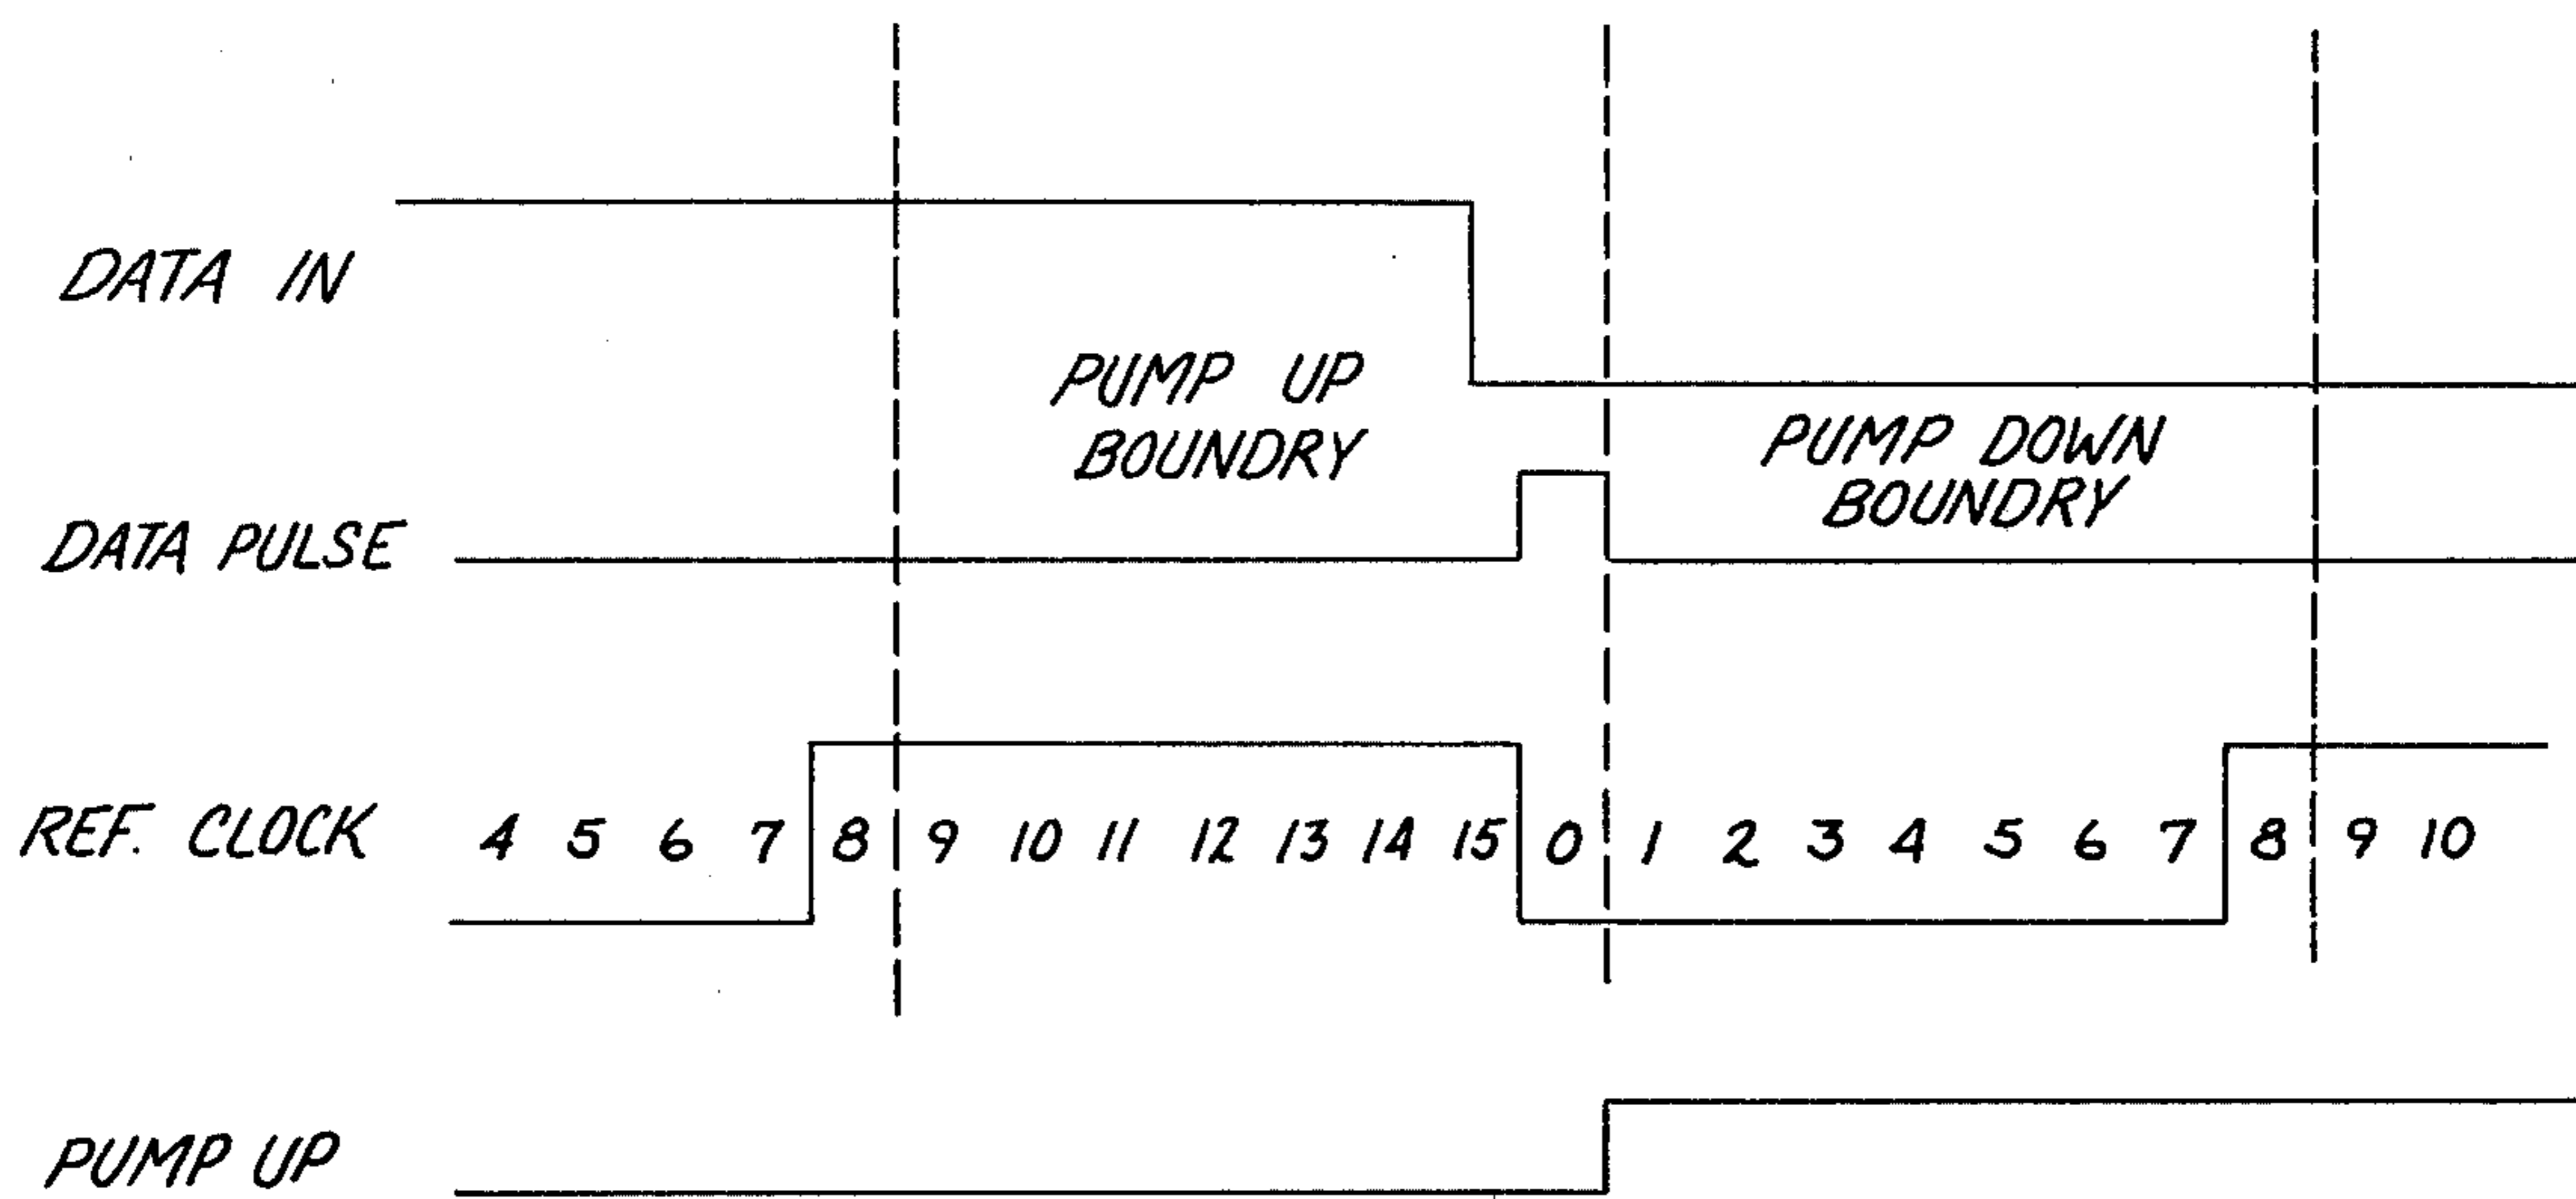 DATA IN
PUMP UP
BOUNDRY
PUMP DOWN
BOUNDRY
DATA PULSE
REF. CLOCK 4 5 6 7 8 9 10 11 12 13 14 15 0 1 2 3 4 5 6 7 8 9 10
PUMP UP